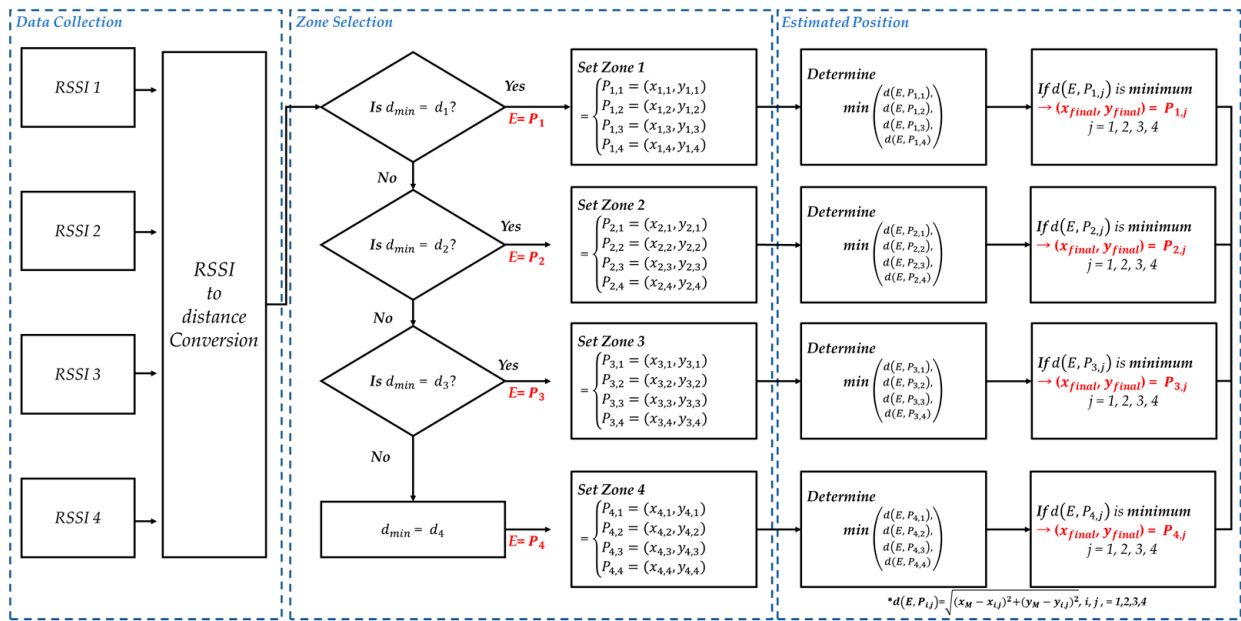 Data Collection
RSSI 1
RSSI 2
RSSI 3
RSSI 4
RSSI
to
distance
Conversion
Zone Selection
Is d_min = d_1?
Yes
E= P_1
No
Is d_min = d_2?
Yes
E= P_2
No
Is d_min = d_3?
Yes
E= P_3
No
d_min = d_4
E= P_4
Set Zone 1
= { P_1,1 = (x_1,1, y_1,1)
P_1,2 = (x_1,2, y_1,2)
P_1,3 = (x_1,3, y_1,3)
P_1,4 = (x_1,4, y_1,4)
Set Zone 2
= { P_2,1 = (x_2,1, y_2,1)
P_2,2 = (x_2,2, y_2,2)
P_2,3 = (x_2,3, y_2,3)
P_2,4 = (x_2,4, y_2,4)
Set Zone 3
= { P_3,1 = (x_3,1, y_3,1)
P_3,2 = (x_3,2, y_3,2)
P_3,3 = (x_3,3, y_3,3)
P_3,4 = (x_3,4, y_3,4)
Set Zone 4
= { P_4,1 = (x_4,1, y_4,1)
P_4,2 = (x_4,2, y_4,2)
P_4,3 = (x_4,3, y_4,3)
P_4,4 = (x_4,4, y_4,4)
Estimated Position
Determine
min ( d(E, P_1,1),
d(E, P_1,2),
d(E, P_1,3),
d(E, P_1,4) )
If d(E, P_1,j) is minimum
→ (x_final, y_final) = P_1,j
j = 1, 2, 3, 4
Determine
min ( d(E, P_2,1),
d(E, P_2,2),
d(E, P_2,3),
d(E, P_2,4) )
If d(E, P_2,j) is minimum
→ (x_final, y_final) = P_2,j
j = 1, 2, 3, 4
Determine
min ( d(E, P_3,1),
d(E, P_3,2),
d(E, P_3,3),
d(E, P_3,4) )
If d(E, P_3,j) is minimum
→ (x_final, y_final) = P_3,j
j = 1, 2, 3, 4
Determine
min ( d(E, P_4,1),
d(E, P_4,2),
d(E, P_4,3),
d(E, P_4,4) )
If d(E, P_4,j) is minimum
→ (x_final, y_final) = P_4,j
j = 1, 2, 3, 4
*d(E, P_i,j)=√(x_M − x_i,j)²+(y_M − y_i,j)², i, j , = 1,2,3,4